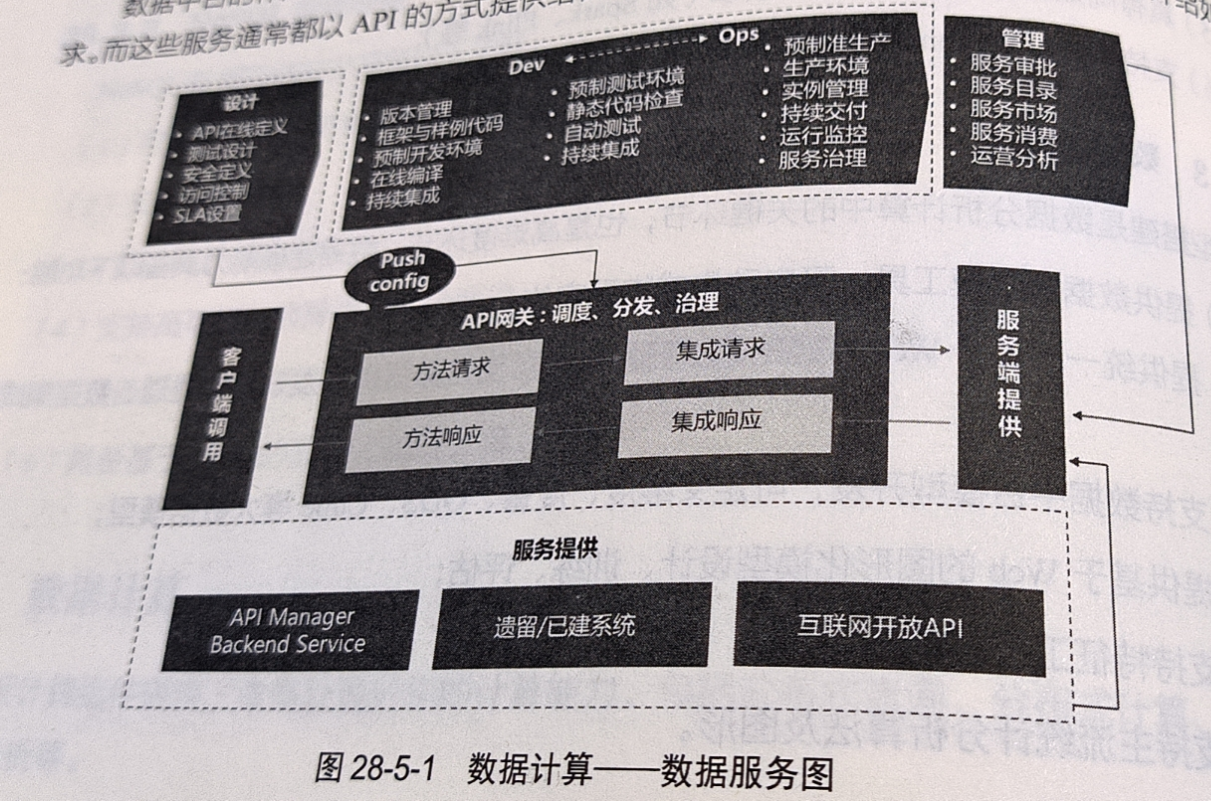 求。而这些服务通常都以 API 的方式提供
设计
• API在线定义
• 测试设计
• 安全定义
• 访问控制
• SLA设置
Dev
Ops
• 版本管理
• 框架与样例代码
• 预制开发环境
• 在线编译
• 持续集成
• 预制测试环境
• 静态代码检查
• 自动测试
• 持续集成
• 预制准生产
• 生产环境
• 实例管理
• 持续交付
• 运行监控
• 服务治理
管理
• 服务审批
• 服务目录
• 服务市场
• 服务消费
• 运营分析
Push
config
API网关:调度、分发、治理
客户端调用
方法请求
集成请求
方法响应
集成响应
服务端提供
服务提供
API Manager
Backend Service
遗留/已建系统
互联网开放API
图 28-5-1 数据计算——数据服务图